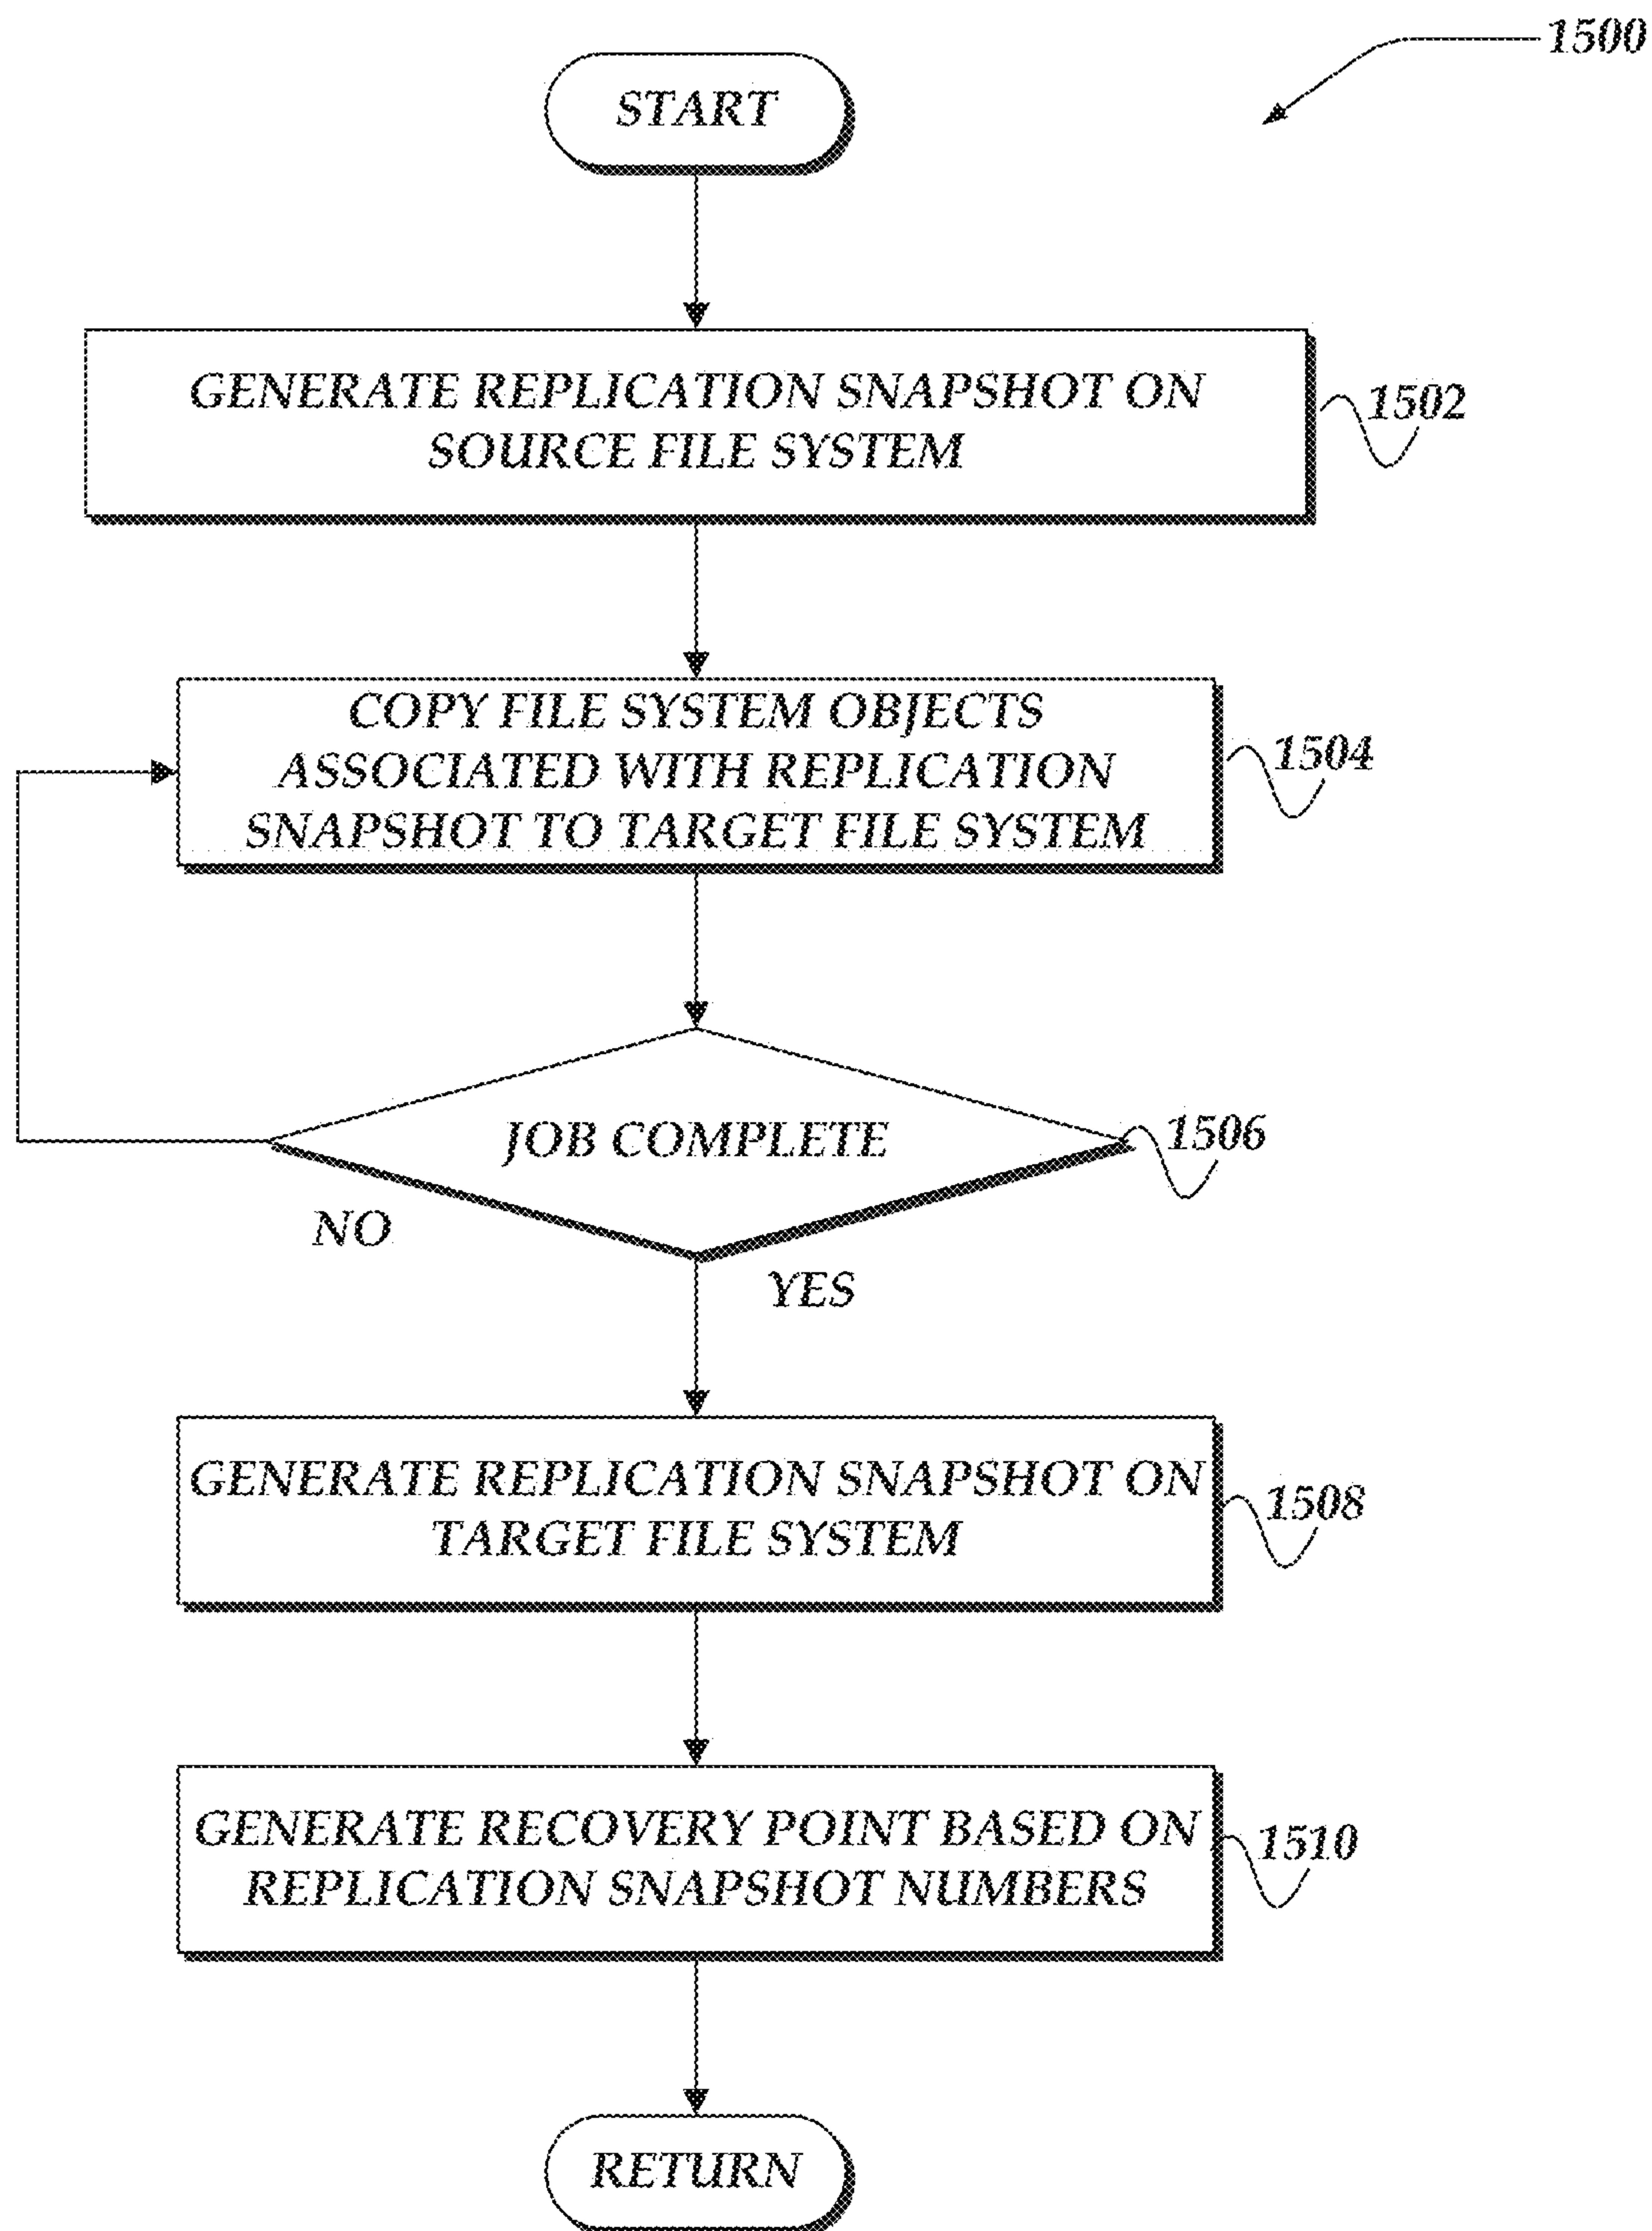 1500
START
GENERATE REPLICATION SNAPSHOT ON
SOURCE FILE SYSTEM
1502
COPY FILE SYSTEM OBJECTS
ASSOCIATED WITH REPLICATION
SNAPSHOT TO TARGET FILE SYSTEM
1504
JOB COMPLETE
1506
NO
YES
GENERATE REPLICATION SNAPSHOT ON
TARGET FILE SYSTEM
1508
GENERATE RECOVERY POINT BASED ON
REPLICATION SNAPSHOT NUMBERS
1510
RETURN